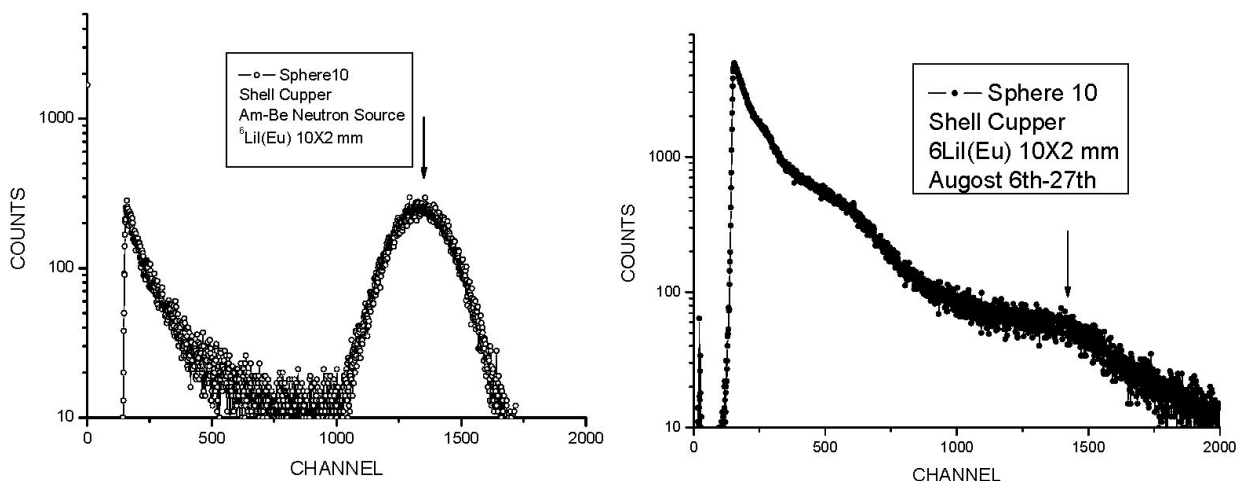 1000
100
10
COUNTS
0
500
1000
1500
2000
CHANNEL
—o— Sphere10
Shell Cupper
Am-Be Neutron Source
⁶LiI(Eu) 10X2 mm
1000
100
10
COUNTS
0
500
1000
1500
2000
CHANNEL
—•— Sphere 10
Shell Cupper
6LiI(Eu) 10X2 mm
Augost 6th-27th